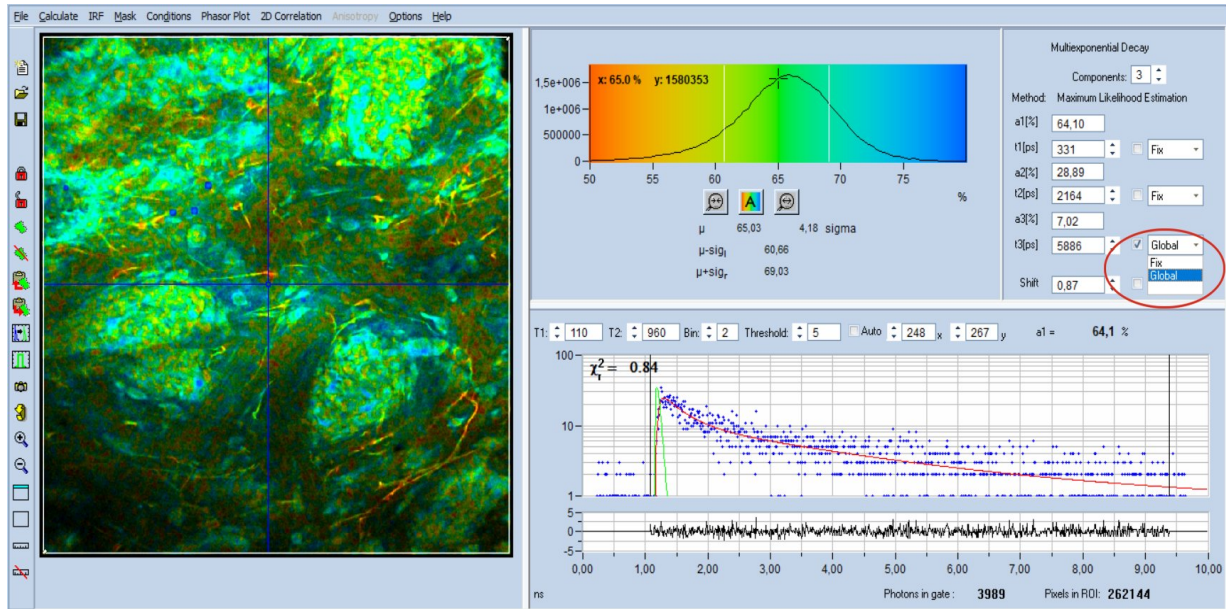 File Calculate IRF Mask Conditions Phasor Plot 2D Correlation Anisotropy Options Help
1,5e+006
1e+006
500000
0
x: 65.0 % y: 1580353
50 55 60 65 70 75
%
A
μ 65,03 4,18 sigma
μ-sigl 60,66
μ+sigr 69,03
Multiexponential Decay
Components: 3
Method: Maximum Likelihood Estimation
a1[%] 64,10
t1[ps] 331 Fix
a2[%] 28,89
t2[ps] 2164 Fix
a3[%] 7,02
t3[ps] 5886 Global
Fix
Global
Shift 0,87
T1: 110 T2: 960 Bin: 2 Threshold: 5 Auto 248 x 267 y a1 = 64,1 %
χ²r = 0.84
100
10
1
5
0
-5
0,00 1,00 2,00 3,00 4,00 5,00 6,00 7,00 8,00 9,00 10,00
ns Photons in gate : 3989 Pixels in ROI: 262144